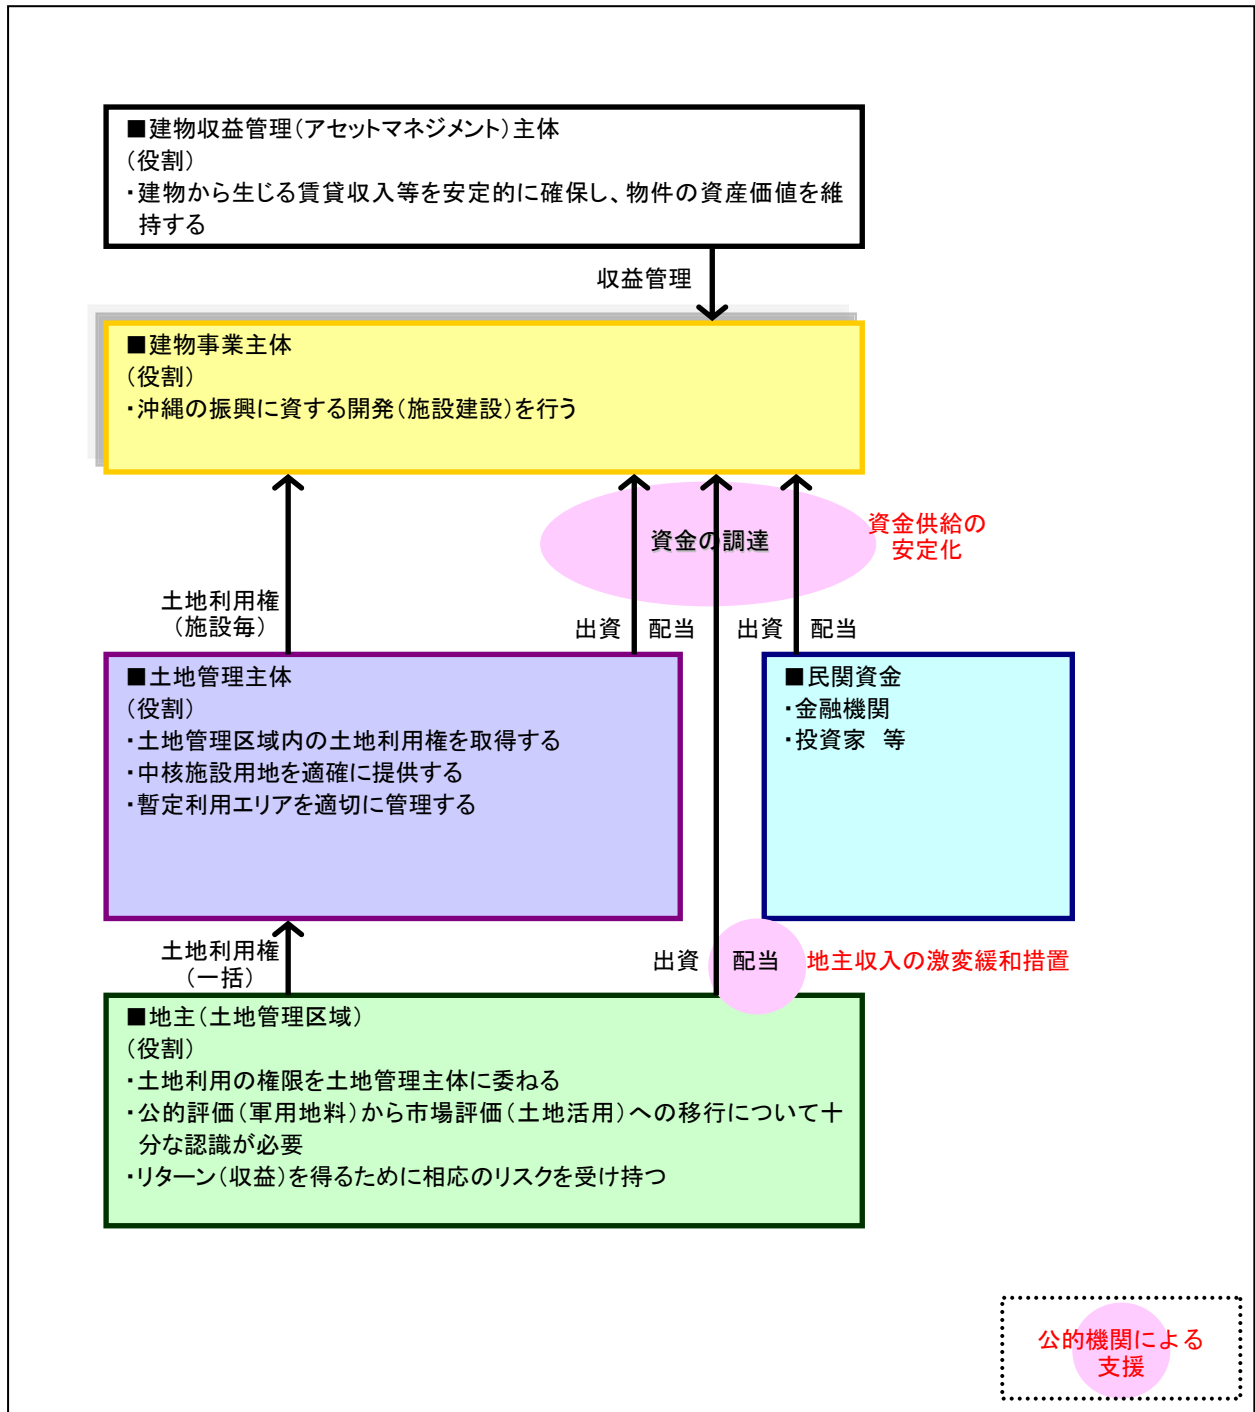 ■建物収益管理（アセットマネジメント）主体
（役割）
・建物から生じる賃貸収入等を安定的に確保し、物件の資産価値を維
持する
収益管理
■建物事業主体
（役割）
・沖縄の振興に資する開発（施設建設）を行う
資金の調達
資金供給の
安定化
土地利用権
（施設毎）
出資 配当 出資 配当
■土地管理主体
（役割）
・土地管理区域内の土地利用権を取得する
・中核施設用地を適確に提供する
・暫定利用エリアを適切に管理する
■民関資金
・金融機関
・投資家　等
土地利用権
（一括）
出資 配当 地主収入の激変緩和措置
■地主（土地管理区域）
（役割）
・土地利用の権限を土地管理主体に委ねる
・公的評価（軍用地料）から市場評価（土地活用）への移行について十
分な認識が必要
・リターン（収益）を得るために相応のリスクを受け持つ
公的機関による
支援